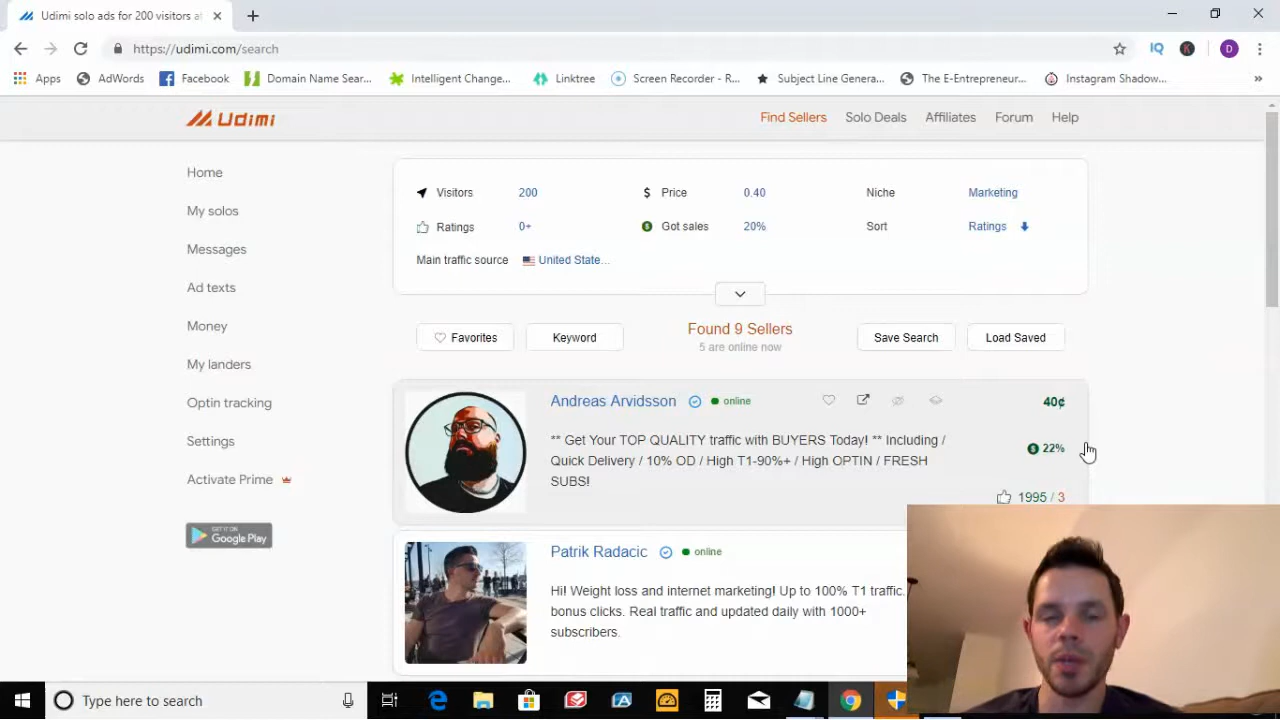 Udimi solo ads for 200 visitors at
https://udimi.com/search
IQ
K
D
Apps
AdWords
Facebook
Domain Name Sear...
Intelligent Change...
Linktree
Screen Recorder - R...
Subject Line Genera...
The E-Entrepreneur...
Instagram Shadow...
»
Udimi
Find Sellers
Solo Deals
Affiliates
Forum
Help
Home
My solos
Messages
Ad texts
Money
My landers
Optin tracking
Settings
Activate Prime
GET IT ON
Google Play
Visitors 200
$ Price 0.40
Niche Marketing
Ratings 0+
$ Got sales 20%
Sort Ratings
Main traffic source United State...
Favorites
Keyword
Found 9 Sellers
5 are online now
Save Search
Load Saved
Andreas Arvidsson
online
40¢
** Get Your TOP QUALITY traffic with BUYERS Today! ** Including /
Quick Delivery / 10% OD / High T1-90%+ / High OPTIN / FRESH
SUBS!
$ 22%
1995 / 3
Patrik Radacic
online
Hi! Weight loss and internet marketing! Up to 100% T1 traffic.
bonus clicks. Real traffic and updated daily with 1000+
subscribers.
Type here to search